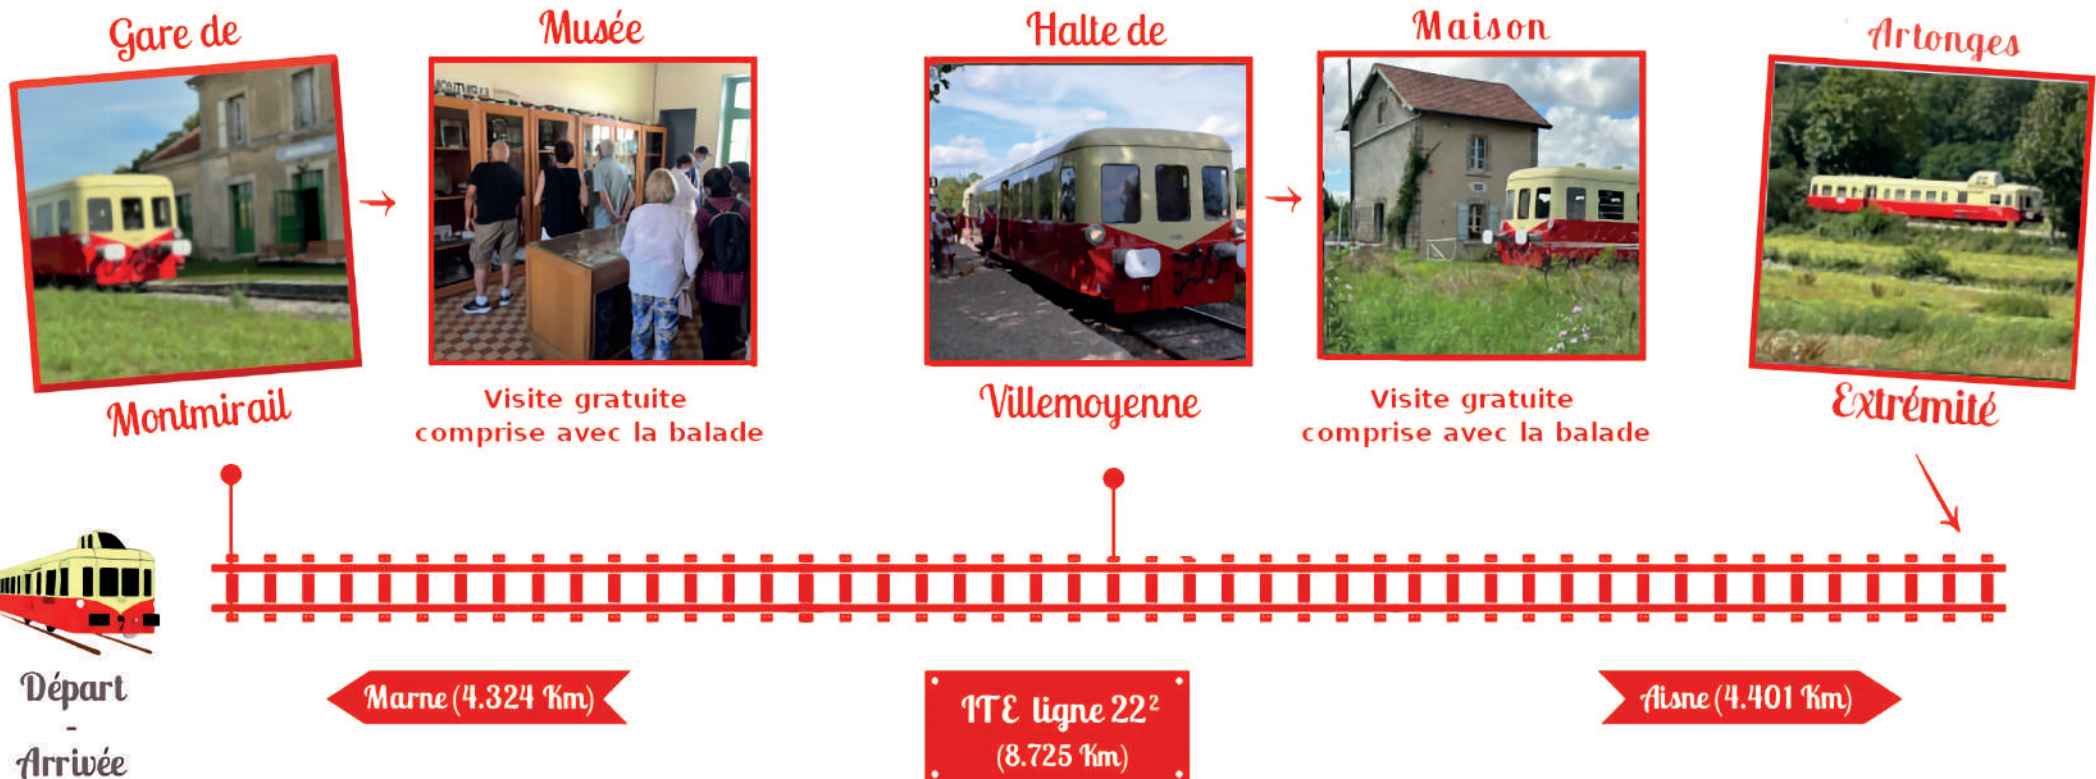 Gare de
Montmirail
Musée
Visite gratuite
comprise avec la balade
Halte de
Villemoyenne
Maison
Visite gratuite
comprise avec la balade
Artonges
Extrémité
Départ
-
Arrivée
Marne (4.324 Km)
ITE ligne 22²
(8.725 Km)
Aisne (4.401 Km)